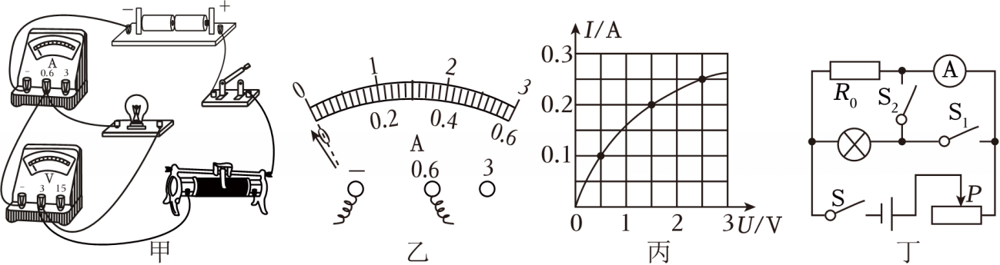 − +
A
- 0.6 3
V
- 3 15
甲
0 1 2 3
0 0.2 0.4 0.6
A
− 0.6 3
乙
I/A
0.3
0.2
0.1
0 1 2 3 U/V
丙
A
R₀ S₂ S₁
S P
丁